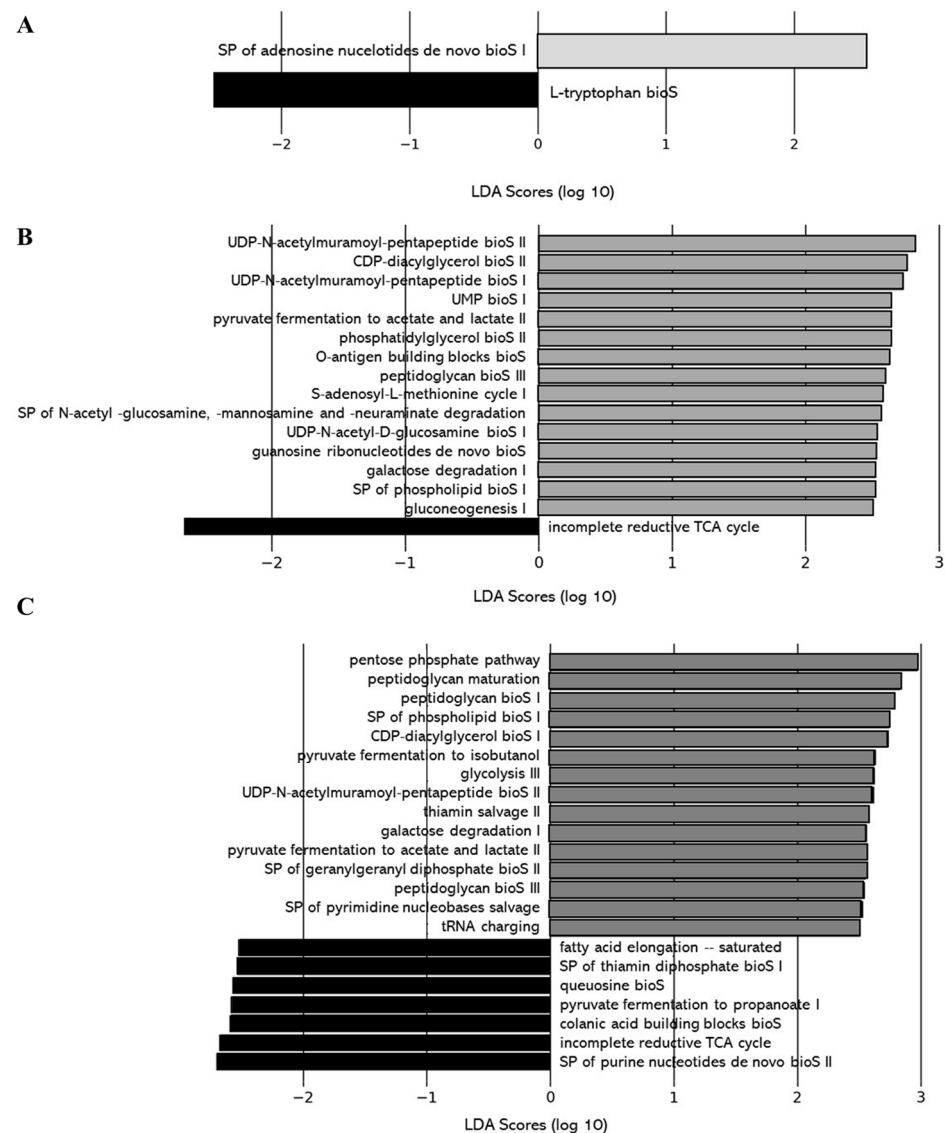 A
SP of adenosine nucelotides de novo bioS I
L-tryptophan bioS
−2 −1 0 1 2
LDA Scores (log 10)
B
UDP-N-acetylmuramoyl-pentapeptide bioS II
CDP-diacylglycerol bioS II
UDP-N-acetylmuramoyl-pentapeptide bioS I
UMP bioS I
pyruvate fermentation to acetate and lactate II
phosphatidylglycerol bioS II
O-antigen building blocks bioS
peptidoglycan bioS III
S-adenosyl-L-methionine cycle I
SP of N-acetyl -glucosamine, -mannosamine and -neuraminate degradation
UDP-N-acetyl-D-glucosamine bioS I
guanosine ribonucleotides de novo bioS
galactose degradation I
SP of phospholipid bioS I
gluconeogenesis I
incomplete reductive TCA cycle
−2 −1 0 1 2 3
LDA Scores (log 10)
C
pentose phosphate pathway
peptidoglycan maturation
peptidoglycan bioS I
SP of phospholipid bioS I
CDP-diacylglycerol bioS I
pyruvate fermentation to isobutanol
glycolysis III
UDP-N-acetylmuramoyl-pentapeptide bioS II
thiamin salvage II
galactose degradation I
pyruvate fermentation to acetate and lactate II
SP of geranylgeranyl diphosphate bioS II
peptidoglycan bioS III
SP of pyrimidine nucleobases salvage
tRNA charging
fatty acid elongation -- saturated
SP of thiamin diphosphate bioS I
queuosine bioS
pyruvate fermentation to propanoate I
colanic acid building blocks bioS
incomplete reductive TCA cycle
SP of purine nucleotides de novo bioS II
−2 −1 0 1 2 3
LDA Scores (log 10)